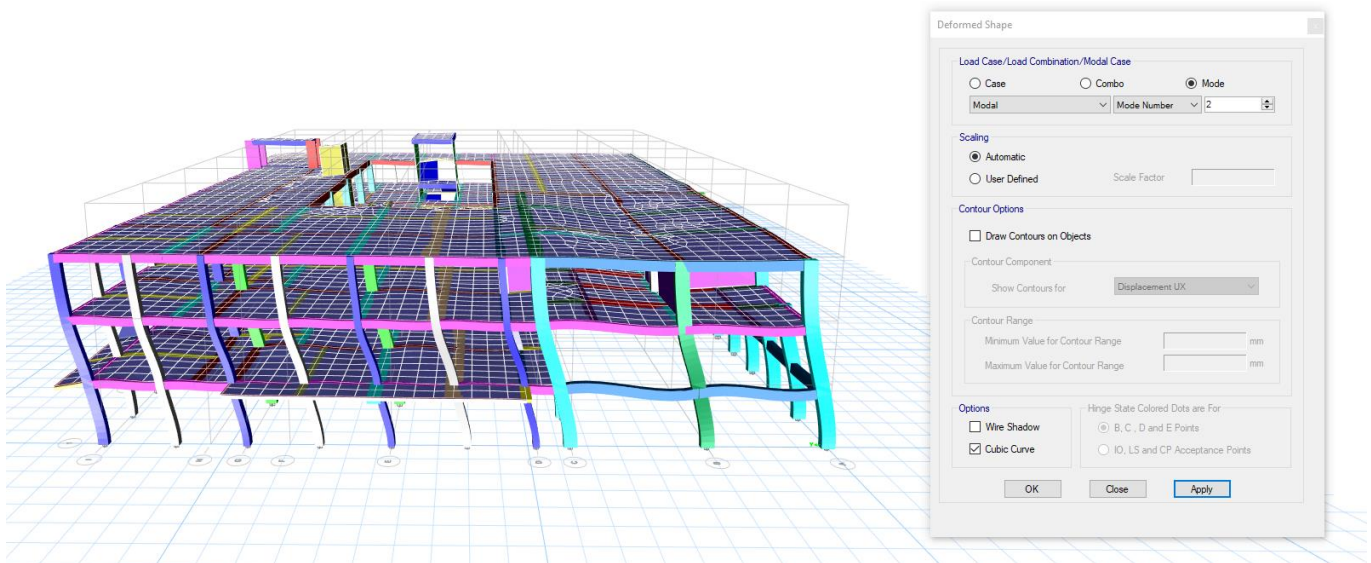 Deformed Shape
Load Case/Load Combination/Modal Case
Case
Combo
Mode
Modal
Mode Number
2
Scaling
Automatic
User Defined
Scale Factor
Contour Options
Draw Contours on Objects
Contour Component
Show Contours for
Displacement UX
Contour Range
Minimum Value for Contour Range
mm
Maximum Value for Contour Range
mm
Options
Wire Shadow
Cubic Curve
Hinge State Colored Dots are For
B, C , D and E Points
IO, LS and CP Acceptance Points
OK
Close
Apply